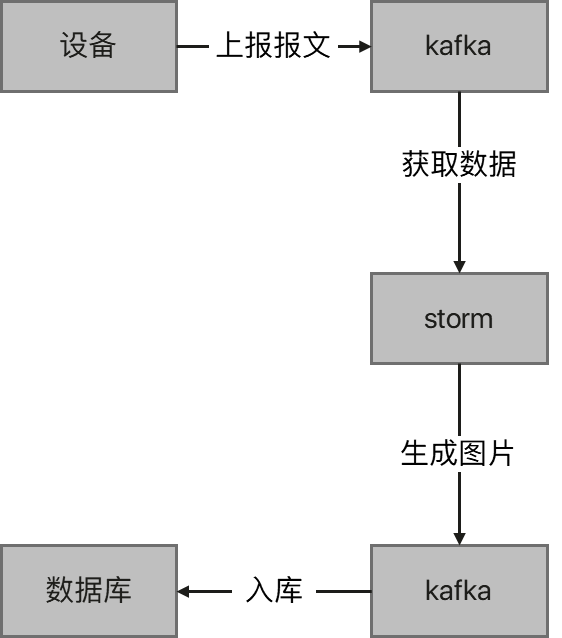 设备
上报报文
kafka
获取数据
storm
生成图片
kafka
入库
数据库